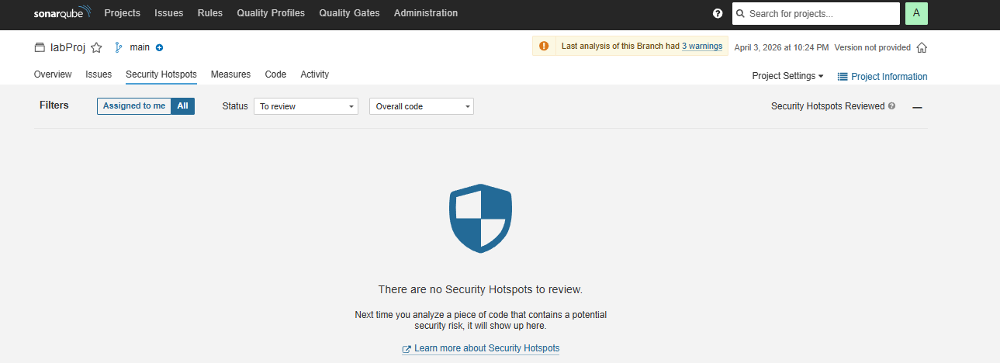 sonarqube Projects Issues Rules Quality Profiles Quality Gates Administration ? Search for projects... A
labProj main Last analysis of this Branch had 3 warnings April 3, 2026 at 10:24 PM Version not provided
Overview Issues Security Hotspots Measures Code Activity Project Settings Project Information
Filters Assigned to me All Status To review Overall code Security Hotspots Reviewed ? —
There are no Security Hotspots to review.
Next time you analyze a piece of code that contains a potential
security risk, it will show up here.
Learn more about Security Hotspots